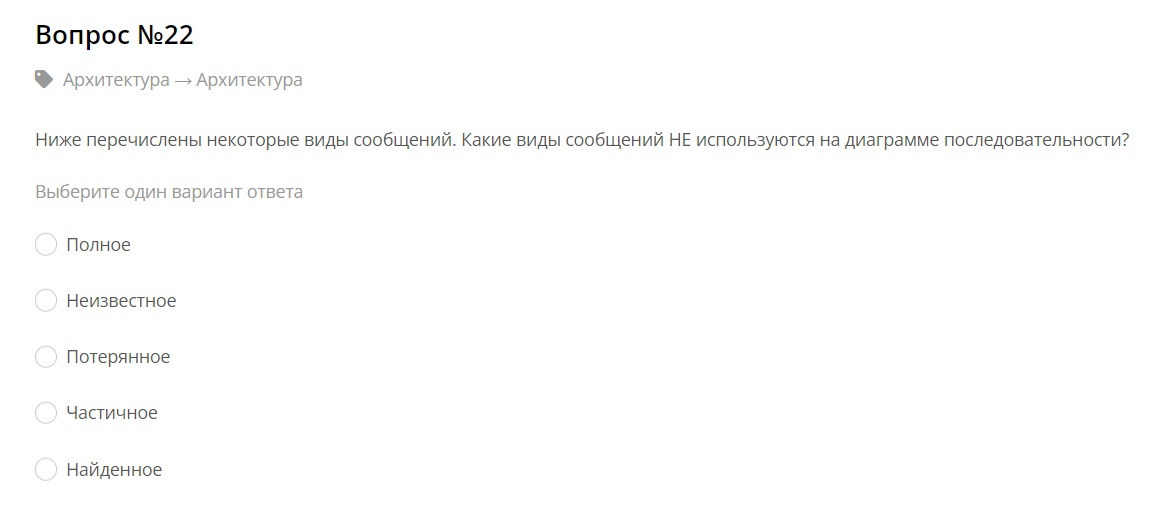 Вопрос №22
Архитектура → Архитектура
Ниже перечислены некоторые виды сообщений. Какие виды сообщений НЕ используются на диаграмме последовательности?
Выберите один вариант ответа
Полное
Неизвестное
Потерянное
Частичное
Найденное